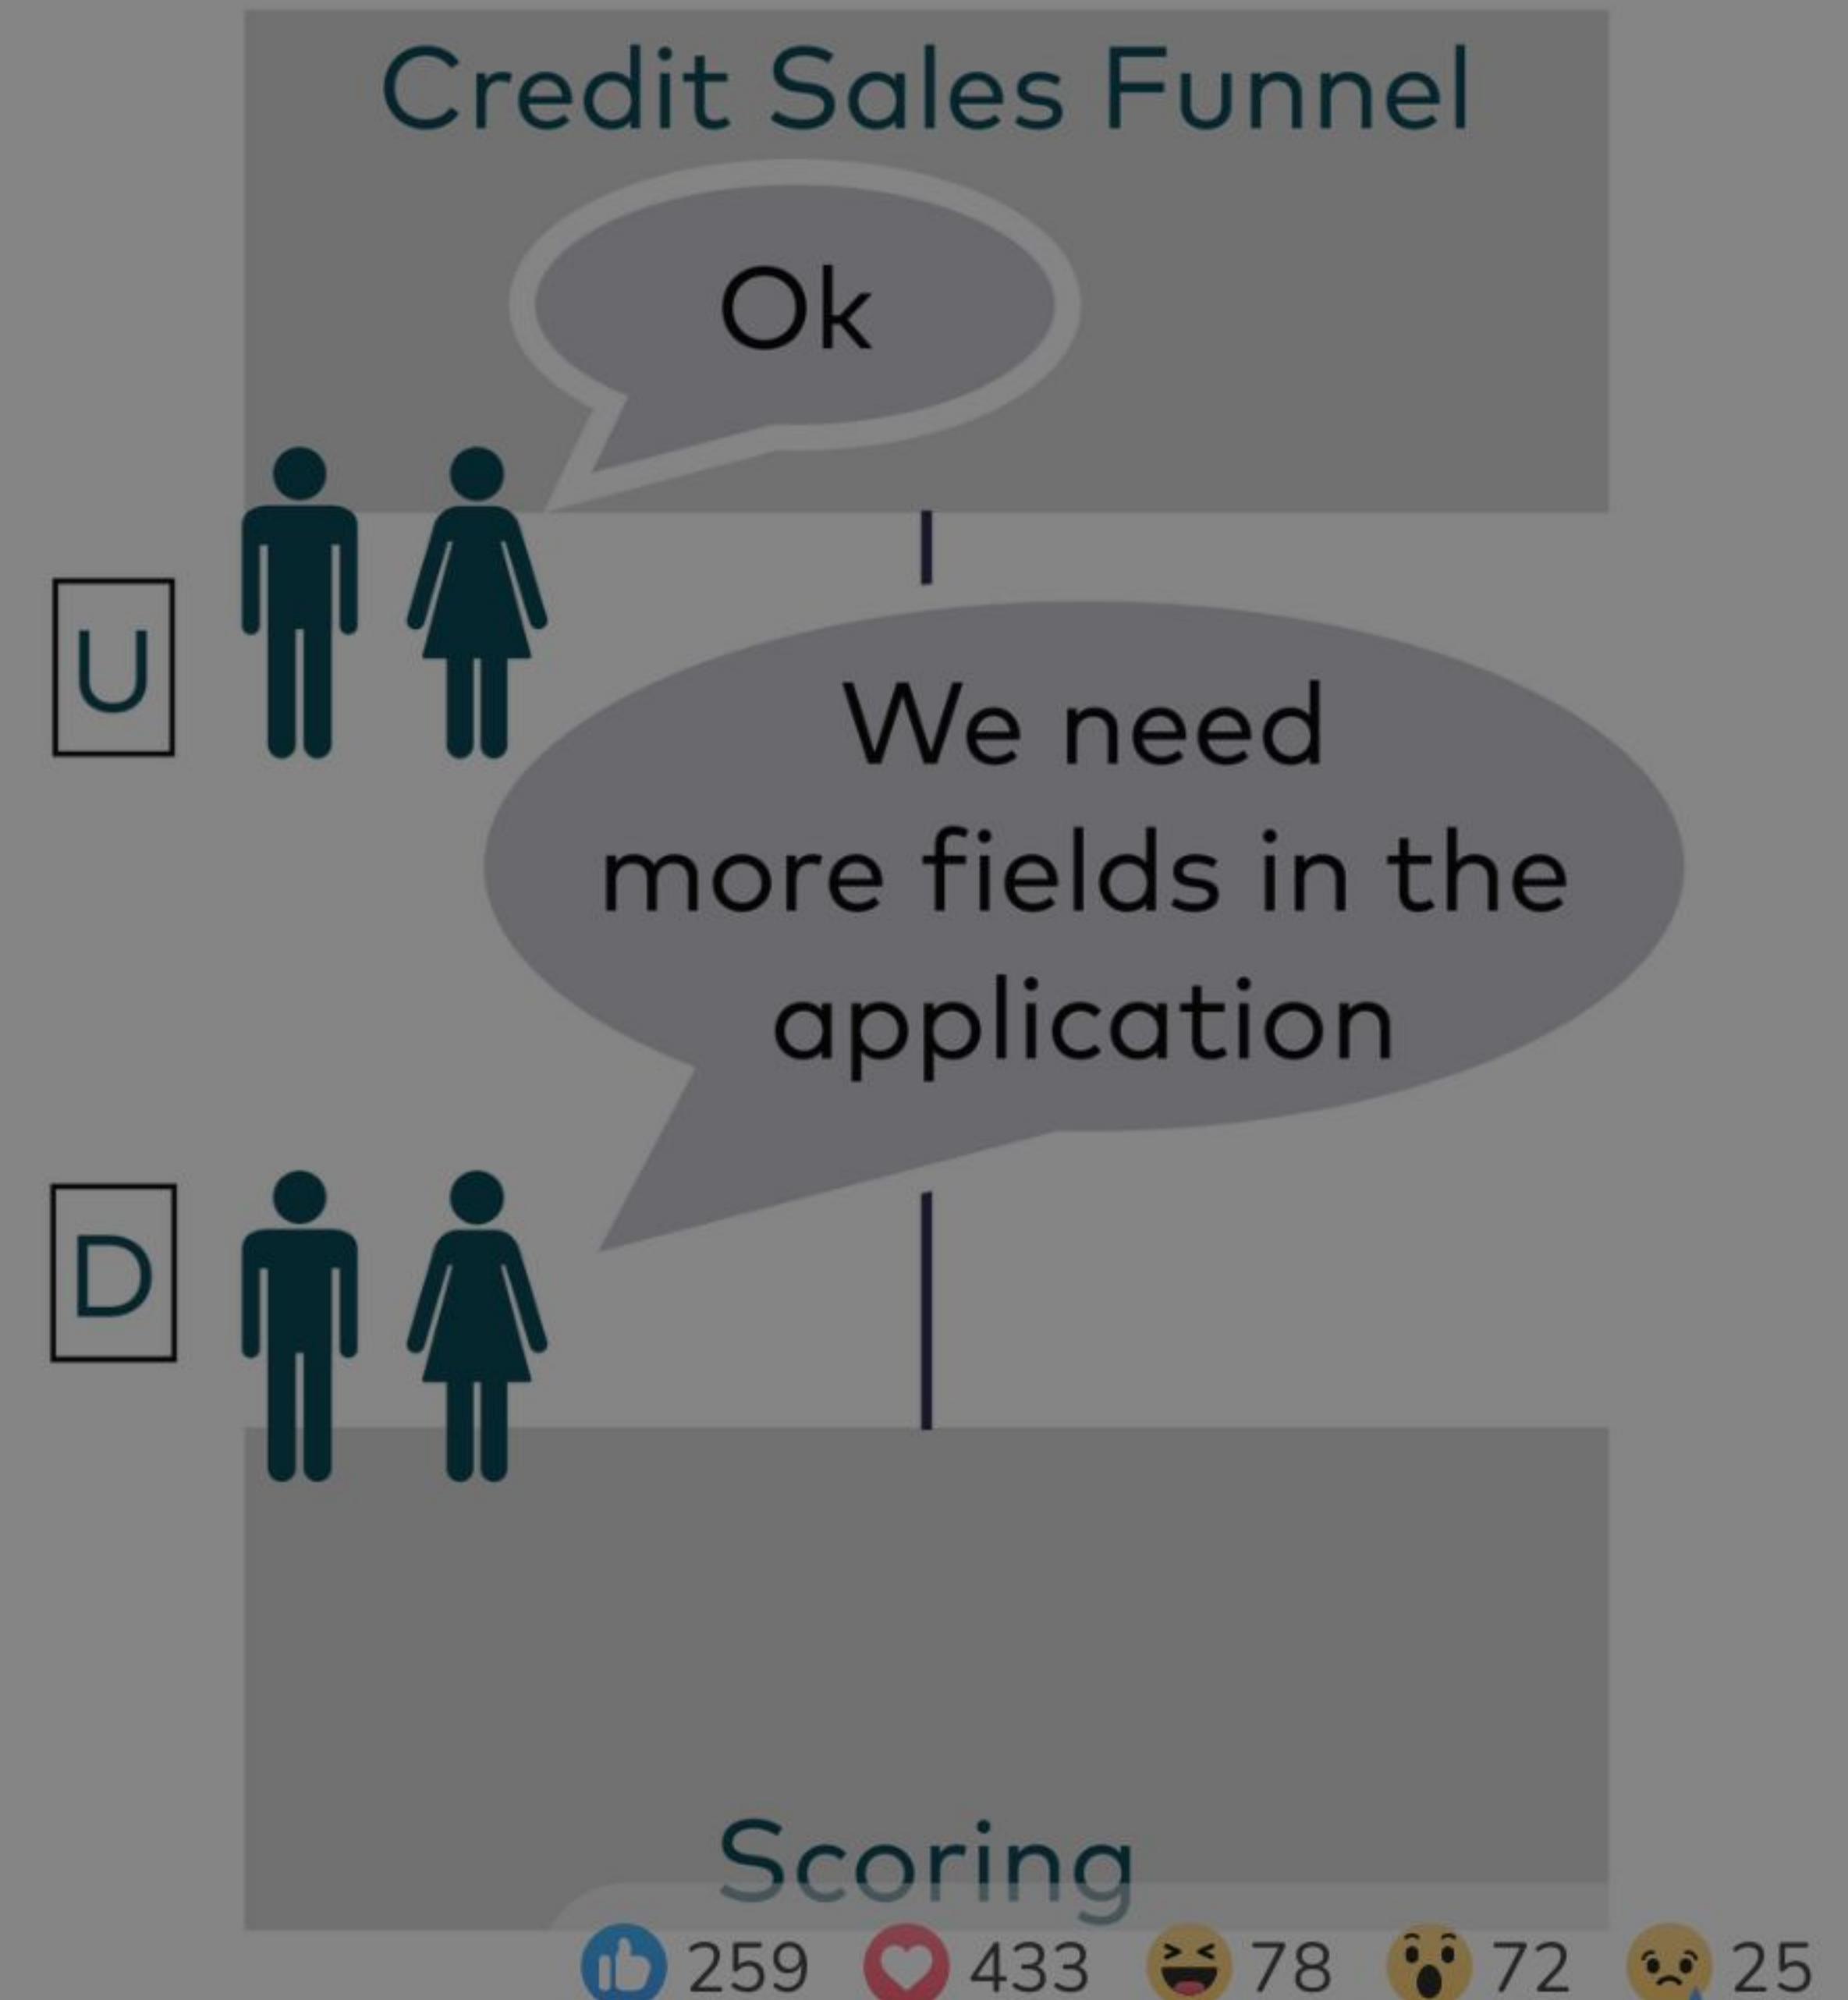 Credit Sales Funnel
Ok
U
We need
more fields in the
application
D
Scoring
259 433 78 72 25